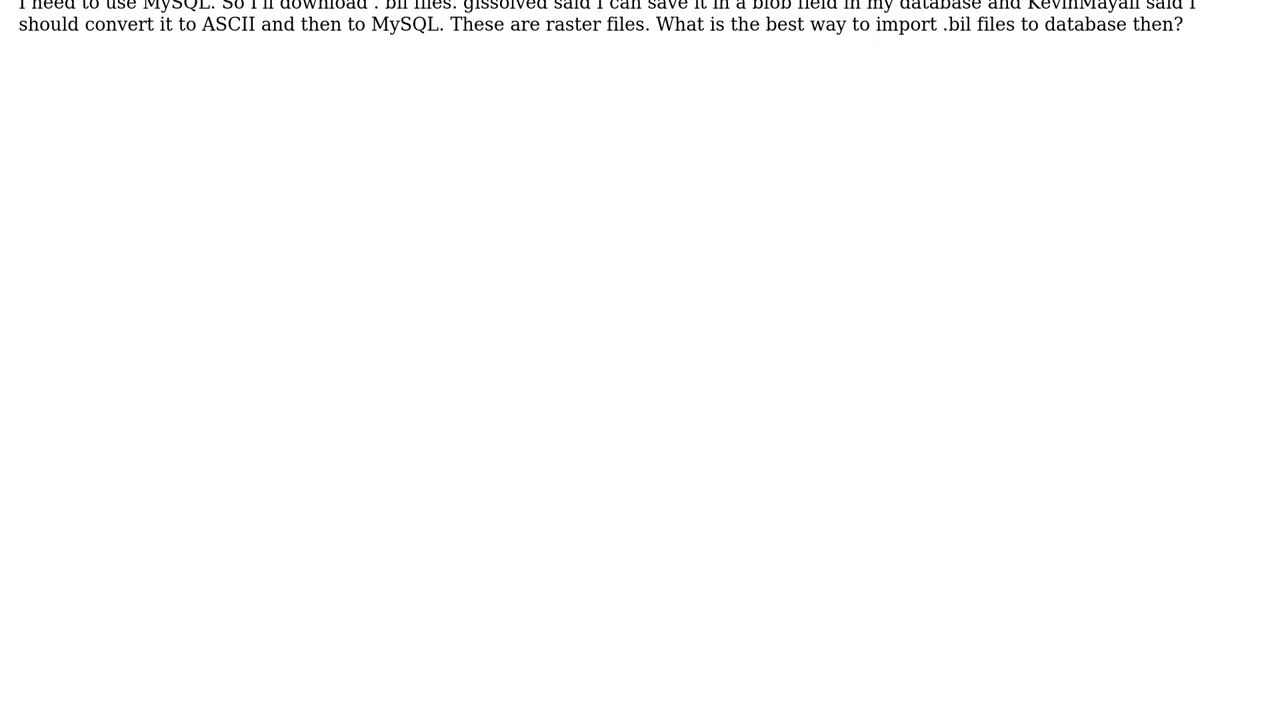 I need to use MySQL. So I'll download . bil files. gissolved said I can save it in a blob field in my database and KevinMayall said I
should convert it to ASCII and then to MySQL. These are raster files. What is the best way to import .bil files to database then?